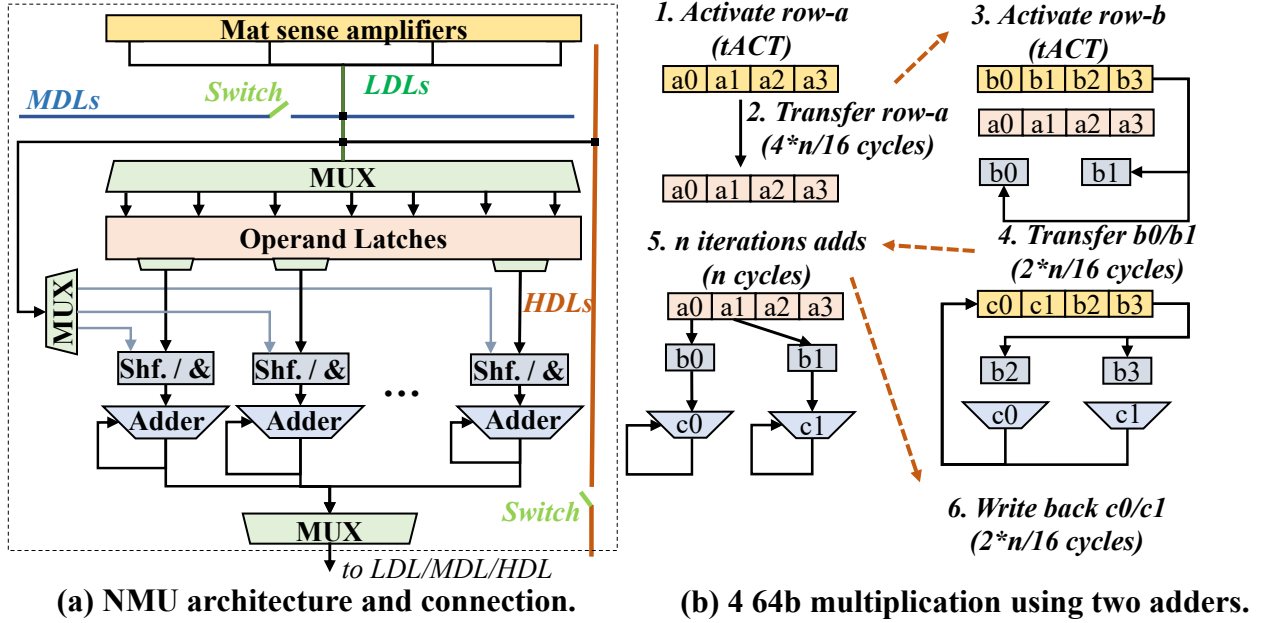 Mat sense amplifiers
MDLs
Switch
LDLs
MUX
Operand Latches
MUX
HDLs
Shf. / &
Shf. / &
Shf. / &
...
Adder
Adder
Adder
Switch
MUX
to LDL/MDL/HDL
(a) NMU architecture and connection.
1. Activate row-a
(tACT)
a0 a1 a2 a3
2. Transfer row-a
(4*n/16 cycles)
a0 a1 a2 a3
3. Activate row-b
(tACT)
b0 b1 b2 b3
a0 a1 a2 a3
b0 b1
4. Transfer b0/b1
(2*n/16 cycles)
5. n iterations adds
(n cycles)
a0 a1 a2 a3
b0 b1
c0 c1
c0 c1 b2 b3
b2 b3
c0 c1
6. Write back c0/c1
(2*n/16 cycles)
(b) 4 64b multiplication using two adders.